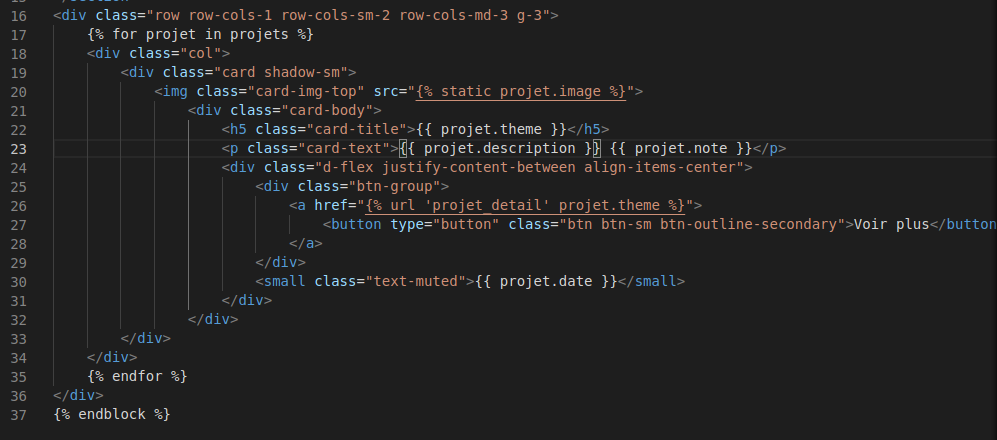 16 <div class="row row-cols-1 row-cols-sm-2 row-cols-md-3 g-3">
17     {% for projet in projets %}
18     <div class="col">
19         <div class="card shadow-sm">
20             <img class="card-img-top" src="{% static projet.image %}">
21                 <div class="card-body">
22                     <h5 class="card-title">{{ projet.theme }}</h5>
23                     <p class="card-text">{{ projet.description }} {{ projet.note }}</p>
24                     <div class="d-flex justify-content-between align-items-center">
25                         <div class="btn-group">
26                             <a href="{% url 'projet_detail' projet.theme %}">
27                                 <button type="button" class="btn btn-sm btn-outline-secondary">Voir plus</button
28                             </a>
29                         </div>
30                         <small class="text-muted">{{ projet.date }}</small>
31                     </div>
32                 </div>
33         </div>
34     </div>
35     {% endfor %}
36 </div>
37 {% endblock %}